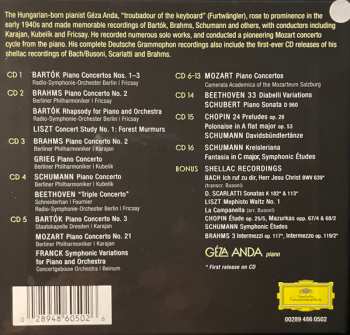 The Hungarian-born pianist Géza Anda, "troubadour of the keyboard" (Furtwängler), rose to prominence in the
early 1940s and made memorable recordings of Bartók, Brahms, Schumann and others, with conductors including
Karajan, Kubelik and Fricsay. He recorded numerous solo works, and conducted a pioneering Mozart concerto
cycle from the piano. His complete Deutsche Grammophon recordings also include the first-ever CD releases of his
shellac recordings of Bach/Busoni, Scarlatti and Brahms.
CD 1 BARTÓK Piano Concertos Nos. 1–3
Radio-Symphonie-Orchester Berlin / Fricsay
CD 2 BRAHMS Piano Concerto No. 2
Berliner Philharmoniker / Fricsay
BARTÓK Rhapsody for Piano and Orchestra
Radio-Symphonie-Orchester Berlin / Fricsay
LISZT Concert Study No. 1: Forest Murmurs
CD 3 BRAHMS Piano Concerto No. 2
Berliner Philharmoniker / Karajan
GRIEG Piano Concerto
Berliner Philharmoniker / Kubelik
CD 4 SCHUMANN Piano Concerto
Berliner Philharmoniker / Kubelik
BEETHOVEN "Triple Concerto"
Schneiderhan / Fournier
Radio-Symphonie-Orchester Berlin / Fricsay
CD 5 BARTÓK Piano Concerto No. 3
Staatskapelle Dresden / Karajan
MOZART Piano Concerto No. 21
Berliner Philharmoniker / Karajan
FRANCK Symphonic Variations
for Piano and Orchestra
Concertgebouw Orchestra / Beinum
CD 6-13 MOZART Piano Concertos
Camerata Academica of the Mozarteum Salzburg
CD 14 BEETHOVEN 33 Diabelli Variations
SCHUBERT Piano Sonata D 960
CD 15 CHOPIN 24 Preludes op. 28
Polonaise in A flat major op. 53
SCHUMANN Davidsbündlertänze
CD 16 SCHUMANN Kreisleriana
Fantasia in C major, Symphonic Études
BONUS SHELLAC RECORDINGS
BACH Ich ruf zu dir, Herr Jesu Christ BWV 639*
(transcr. Busoni)
D. SCARLATTI Sonatas K 182* & 113*
LISZT Mephisto Waltz No. 1
La Campanella (arr. Busoni)
CHOPIN Étude op. 25/5, Mazurkas opp. 67/4 & 68/2
SCHUMANN Symphonic Études
BRAHMS 3 Intermezzi op. 117*, Intermezzo op. 119/2*
GÉZA ANDA piano
* First release on CD
0 28948 60502 6
Deutsche Grammophon
00289 486 0502